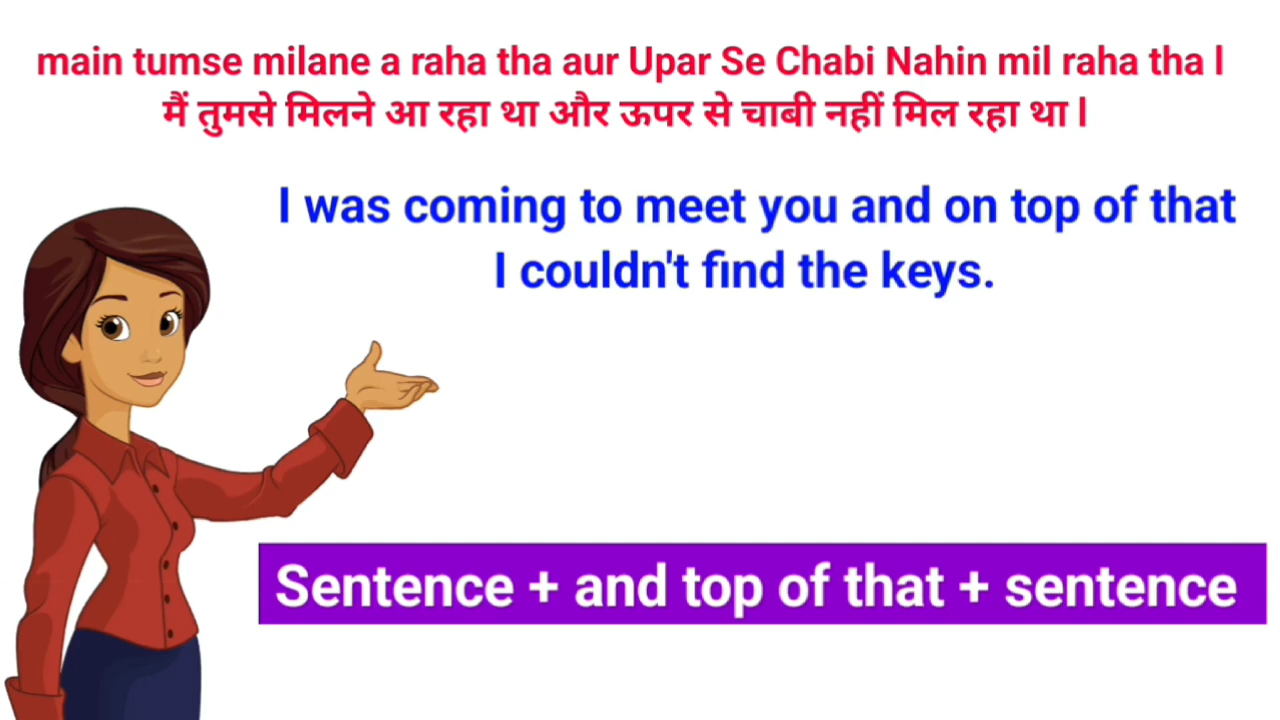 main tumse milane a raha tha aur Upar Se Chabi Nahin mil raha tha l
मैं तुमसे मिलने आ रहा था और ऊपर से चाबी नहीं मिल रहा था l
I was coming to meet you and on top of that
I couldn't find the keys.
Sentence + and top of that + sentence